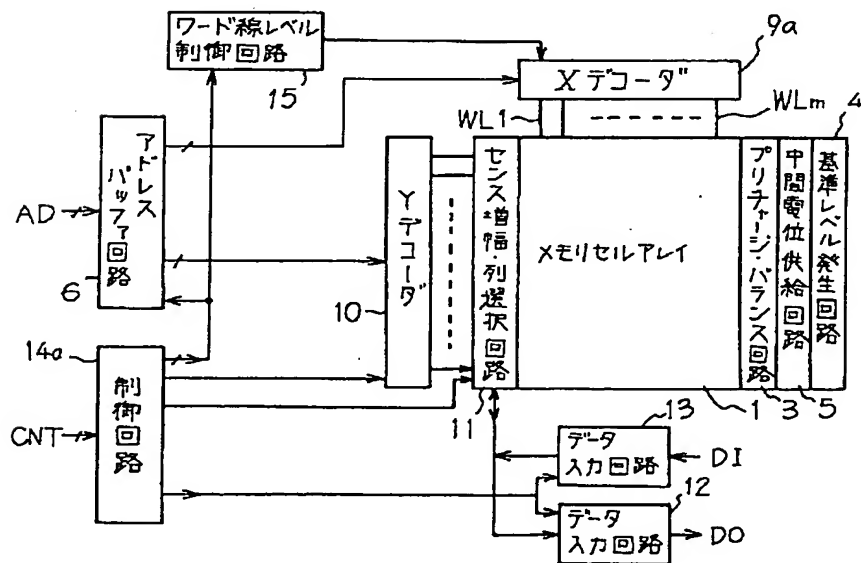 ワード線レベル
制御回路
15
9a
Xデコーダ
WL1
WLm
4
アドレス
バッファ回路
AD
6
Yデコーダ
10
センス増幅・列選択回路
メモリセルアレイ
プリチャージ・バランス回路
中間電位供給回路
基準レベル発生回路
14a
制御回路
CNT
11
1
3
5
13
データ
入力回路
DI
12
データ
入力回路
DO